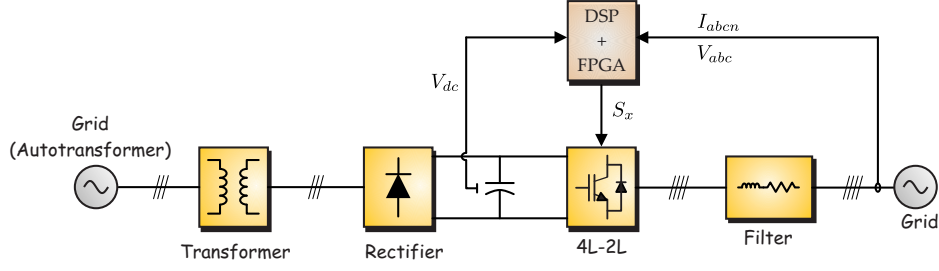 DSP
+
FPGA
I_abcn
V_abc
V_dc
S_x
Grid
(Autotransformer)
Transformer
Rectifier
4L-2L
Filter
Grid